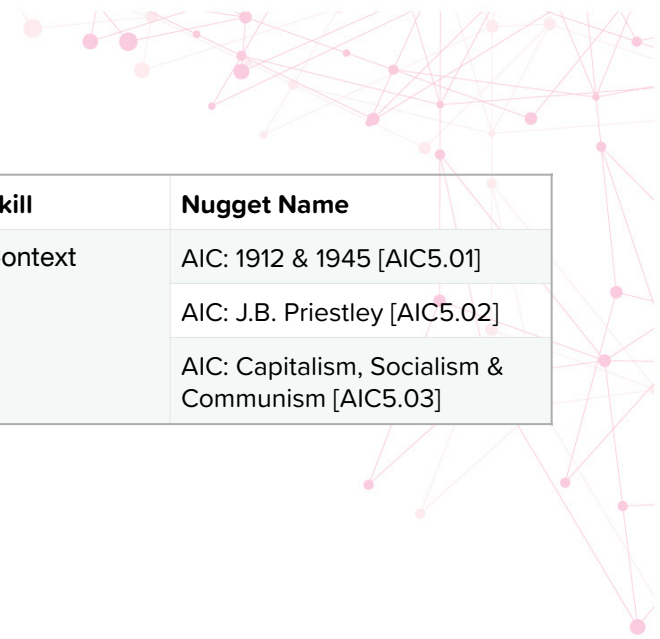 kill Nugget Name
ontext AIC: 1912 & 1945 [AIC5.01]
AIC: J.B. Priestley [AIC5.02]
AIC: Capitalism, Socialism &
Communism [AIC5.03]